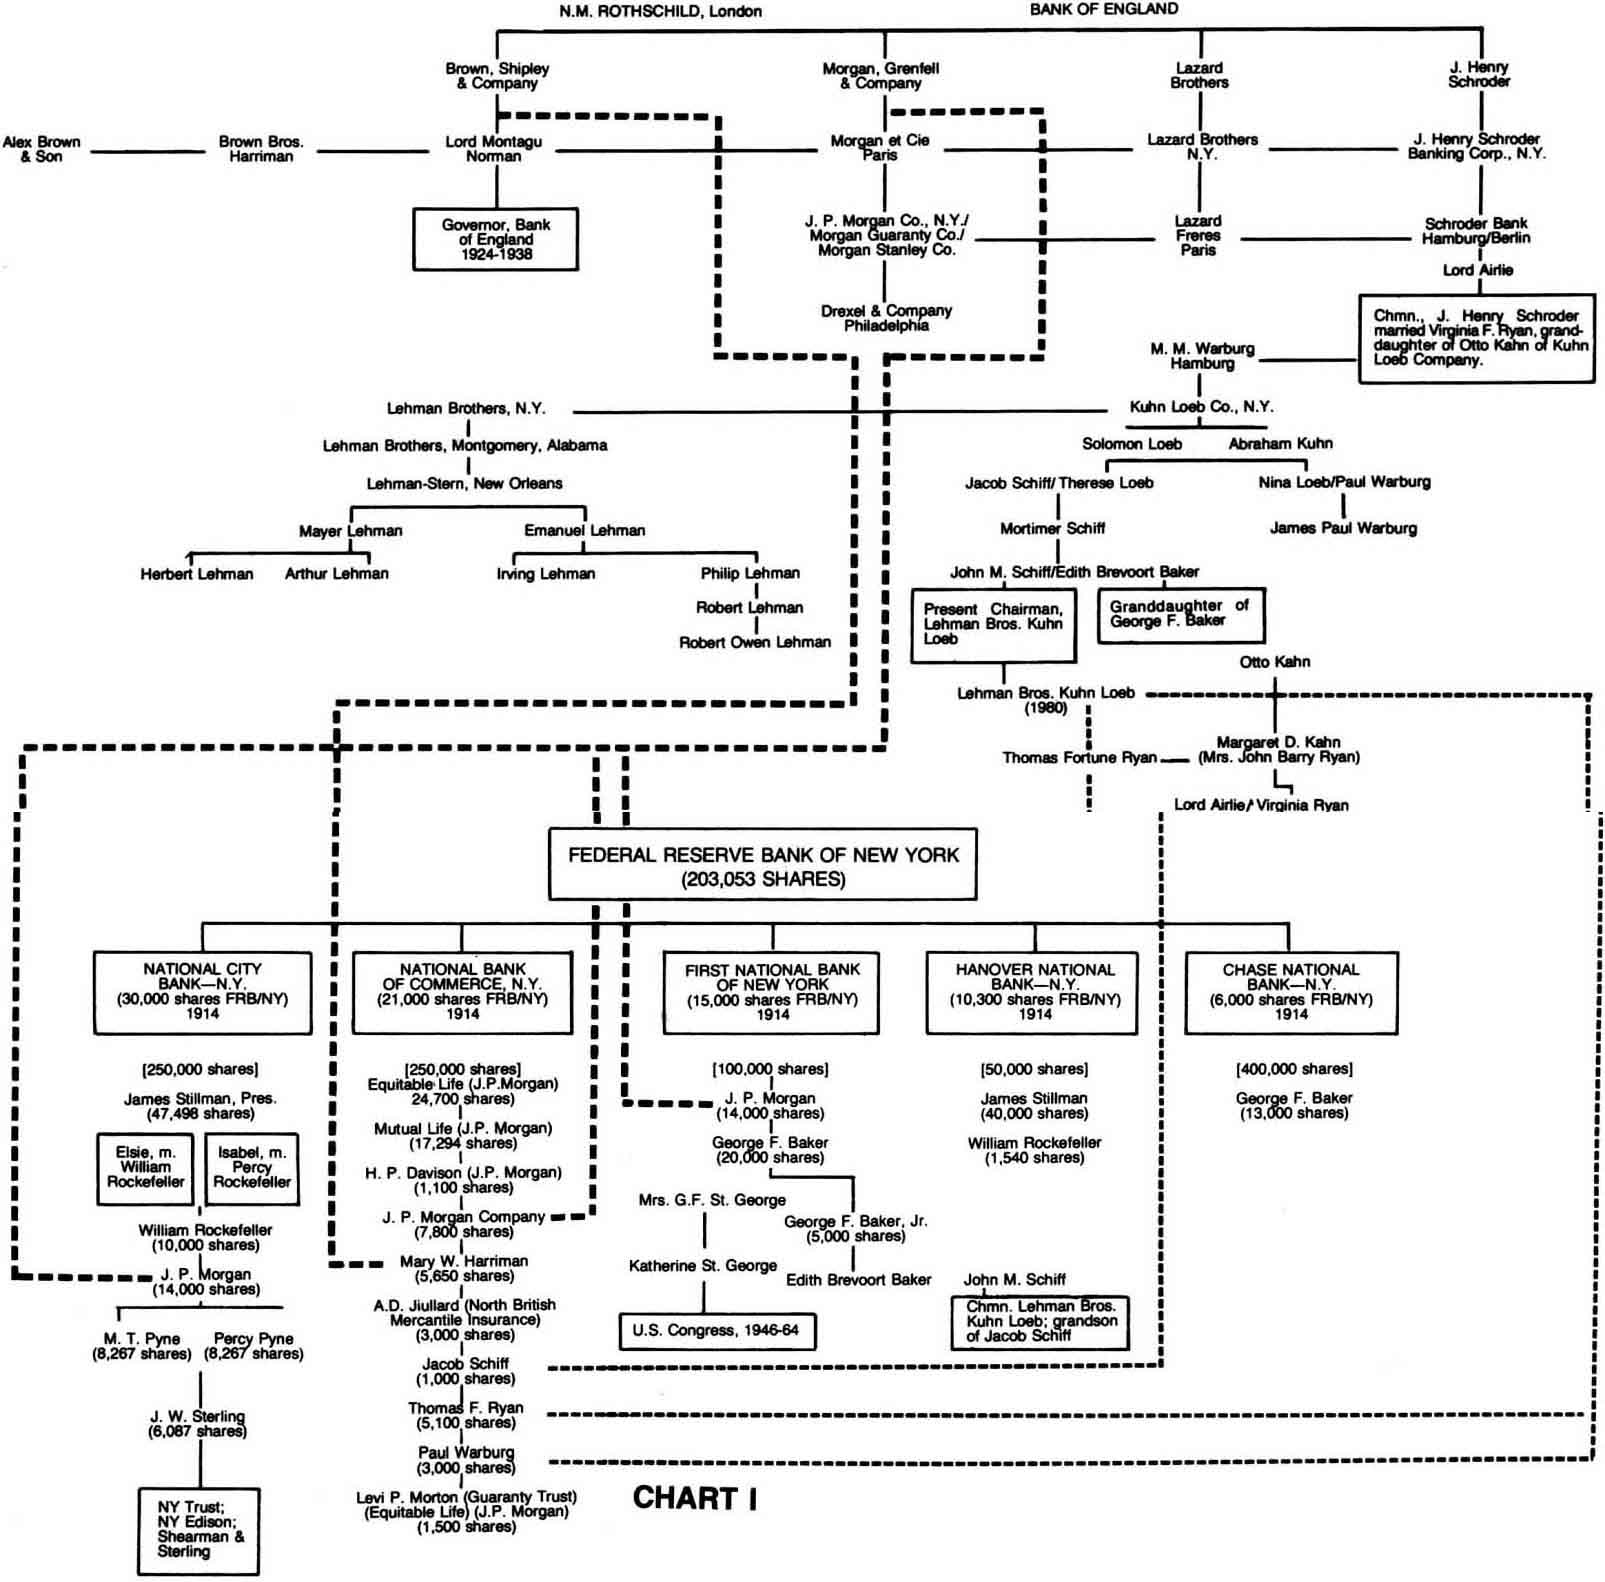 N.M. ROTHSCHILD, London
BANK OF ENGLAND
Brown, Shipley
& Company
Morgan, Grenfell
& Company
Lazard
Brothers
J. Henry
Schroder
Alex Brown
& Son
Brown Bros.
Harriman
Lord Montagu
Norman
Morgan et Cie
Paris
Lazard Brothers
N.Y.
J. Henry Schroder
Banking Corp., N.Y.
Governor, Bank
of England
1924-1938
J. P. Morgan Co., N.Y./
Morgan Guaranty Co./
Morgan Stanley Co.
Lazard
Freres
Paris
Schroder Bank
Hamburg/Berlin
Lord Airlie
Drexel & Company
Philadelphia
Chmn., J. Henry Schroder
married Virginia F. Ryan, grand-
daughter of Otto Kahn of Kuhn
Loeb Company.
M. M. Warburg
Hamburg
Lehman Brothers, N.Y.
Kuhn Loeb Co., N.Y.
Lehman Brothers, Montgomery, Alabama
Solomon Loeb
Abraham Kuhn
Lehman-Stern, New Orleans
Jacob Schiff/ Therese Loeb
Nina Loeb/Paul Warburg
Mayer Lehman
Emanuel Lehman
Mortimer Schiff
James Paul Warburg
Herbert Lehman
Arthur Lehman
Irving Lehman
Philip Lehman
John M. Schiff/Edith Brevoort Baker
Robert Lehman
Present Chairman,
Lehman Bros. Kuhn
Loeb
Granddaughter of
George F. Baker
Robert Owen Lehman
Otto Kahn
Lehman Bros. Kuhn Loeb
(1980)
Thomas Fortune Ryan
Margaret D. Kahn
(Mrs. John Barry Ryan)
Lord Airlie/ Virginia Ryan
FEDERAL RESERVE BANK OF NEW YORK
(203,053 SHARES)
NATIONAL CITY
BANK—N.Y.
(30,000 shares FRB/NY)
1914
NATIONAL BANK
OF COMMERCE, N.Y.
(21,000 shares FRB/NY)
1914
FIRST NATIONAL BANK
OF NEW YORK
(15,000 shares FRB/NY)
1914
HANOVER NATIONAL
BANK—N.Y.
(10,300 shares FRB/NY)
1914
CHASE NATIONAL
BANK—N.Y.
(6,000 shares FRB/NY)
1914
[250,000 shares]
James Stillman, Pres.
(47,498 shares)
Elsie, m.
William
Rockefeller
Isabel, m.
Percy
Rockefeller
William Rockefeller
(10,000 shares)
J. P. Morgan
(14,000 shares)
M. T. Pyne
(8,267 shares)
Percy Pyne
(8,267 shares)
J. W. Sterling
(6,087 shares)
NY Trust;
NY Edison;
Shearman &
Sterling
[250,000 shares]
Equitable Life (J.P.Morgan)
24,700 shares)
Mutual Life (J.P. Morgan)
(17,294 shares)
H. P. Davison (J.P. Morgan)
(1,100 shares)
J. P. Morgan Company
(7,800 shares)
Mary W. Harriman
(5,650 shares)
A.D. Jiullard (North British
Mercantile Insurance)
(3,000 shares)
Jacob Schiff
(1,000 shares)
Thomas F. Ryan
(5,100 shares)
Paul Warburg
(3,000 shares)
Levi P. Morton (Guaranty Trust)
(Equitable Life) (J.P. Morgan)
(1,500 shares)
[100,000 shares]
J. P. Morgan
(14,000 shares)
George F. Baker
(20,000 shares)
Mrs. G.F. St. George
George F. Baker, Jr.
(5,000 shares)
Katherine St. George
Edith Brevoort Baker
U.S. Congress, 1946-64
[50,000 shares]
James Stillman
(40,000 shares)
William Rockefeller
(1,540 shares)
John M. Schiff
Chmn. Lehman Bros.
Kuhn Loeb; grandson
of Jacob Schiff
[400,000 shares]
George F. Baker
(13,000 shares)
CHART I